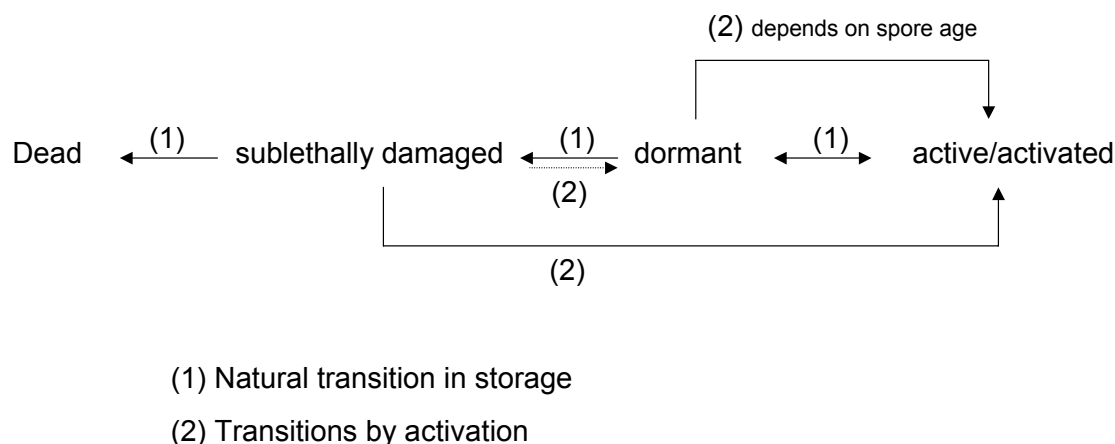 (2) depends on spore age
Dead (1) sublethally damaged (1) dormant (1) active/activated
(2)
(2)
(1) Natural transition in storage
(2) Transitions by activation